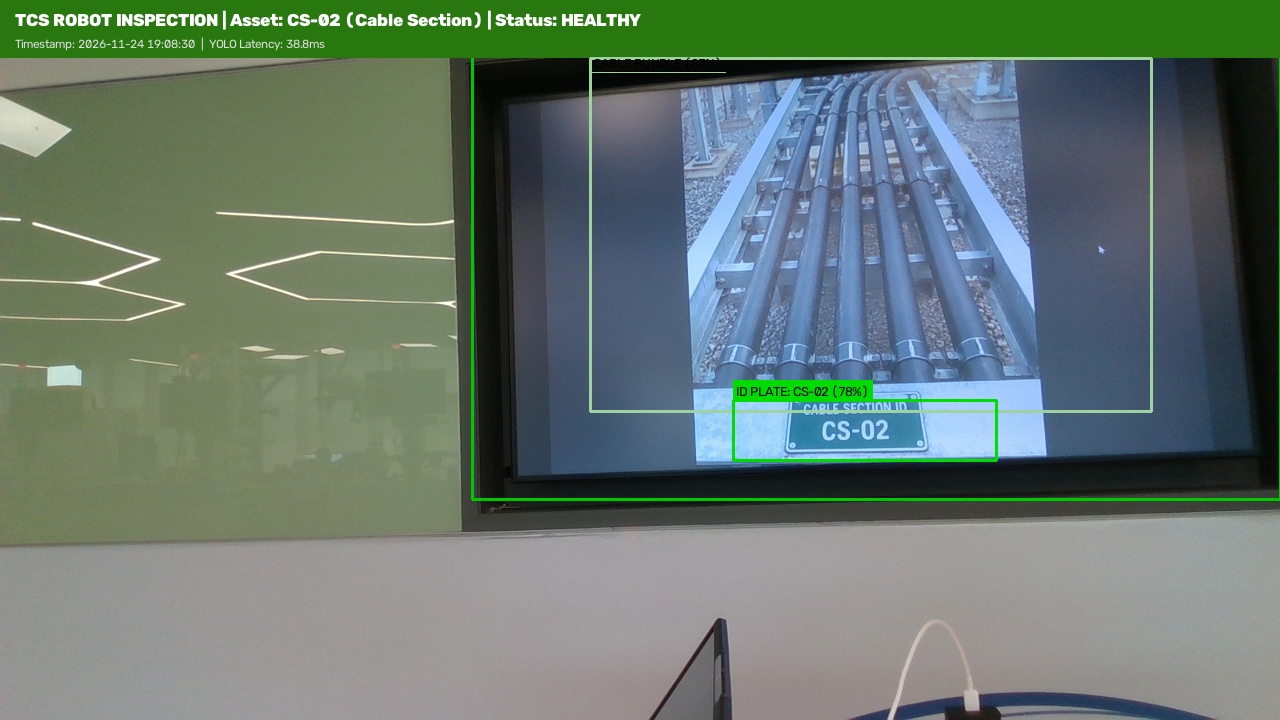 TCS ROBOT INSPECTION | Asset: CS-02 (Cable Section) | Status: HEALTHY
Timestamp: 2026-11-24 19:08:30 | YOLO Latency: 38.8ms
ID PLATE: CS-02 (78%)
CABLE SECTION ID
CS-02